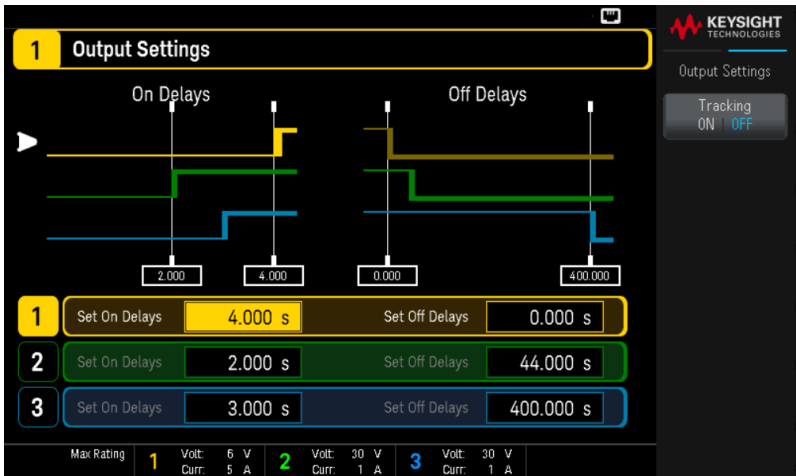 KEYSIGHT
TECHNOLOGIES
1 Output Settings
Output Settings
On Delays Off Delays
Tracking
ON | OFF
2.000 4.000 0.000 400.000
1 Set On Delays 4.000 s Set Off Delays 0.000 s
2 Set On Delays 2.000 s Set Off Delays 44.000 s
3 Set On Delays 3.000 s Set Off Delays 400.000 s
Max Rating 1 Volt: 6 V 2 Volt: 30 V 3 Volt: 30 V
Curr: 5 A Curr: 1 A Curr: 1 A